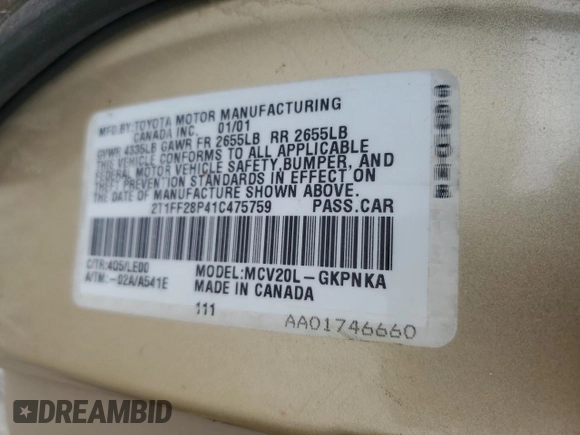 MFD.BY:TOYOTA MOTOR MANUFACTURING
CANADA INC. 01/01
GVWR 4335LB GAWR FR 2655LB RR 2655LB
THIS VEHICLE CONFORMS TO ALL APPLICABLE
FEDERAL MOTOR VEHICLE SAFETY,BUMPER, AND
THEFT PREVENTION STANDARDS IN EFFECT ON
THE DATE OF MANUFACTURE SHOWN ABOVE.
2T1FF28P41C475759 PASS.CAR
C/TR:4Q5/LE00 MODEL:MCV20L-GKPNKA
A/TM:-02A/A541E MADE IN CANADA
111
AA01746660
DREAMBID